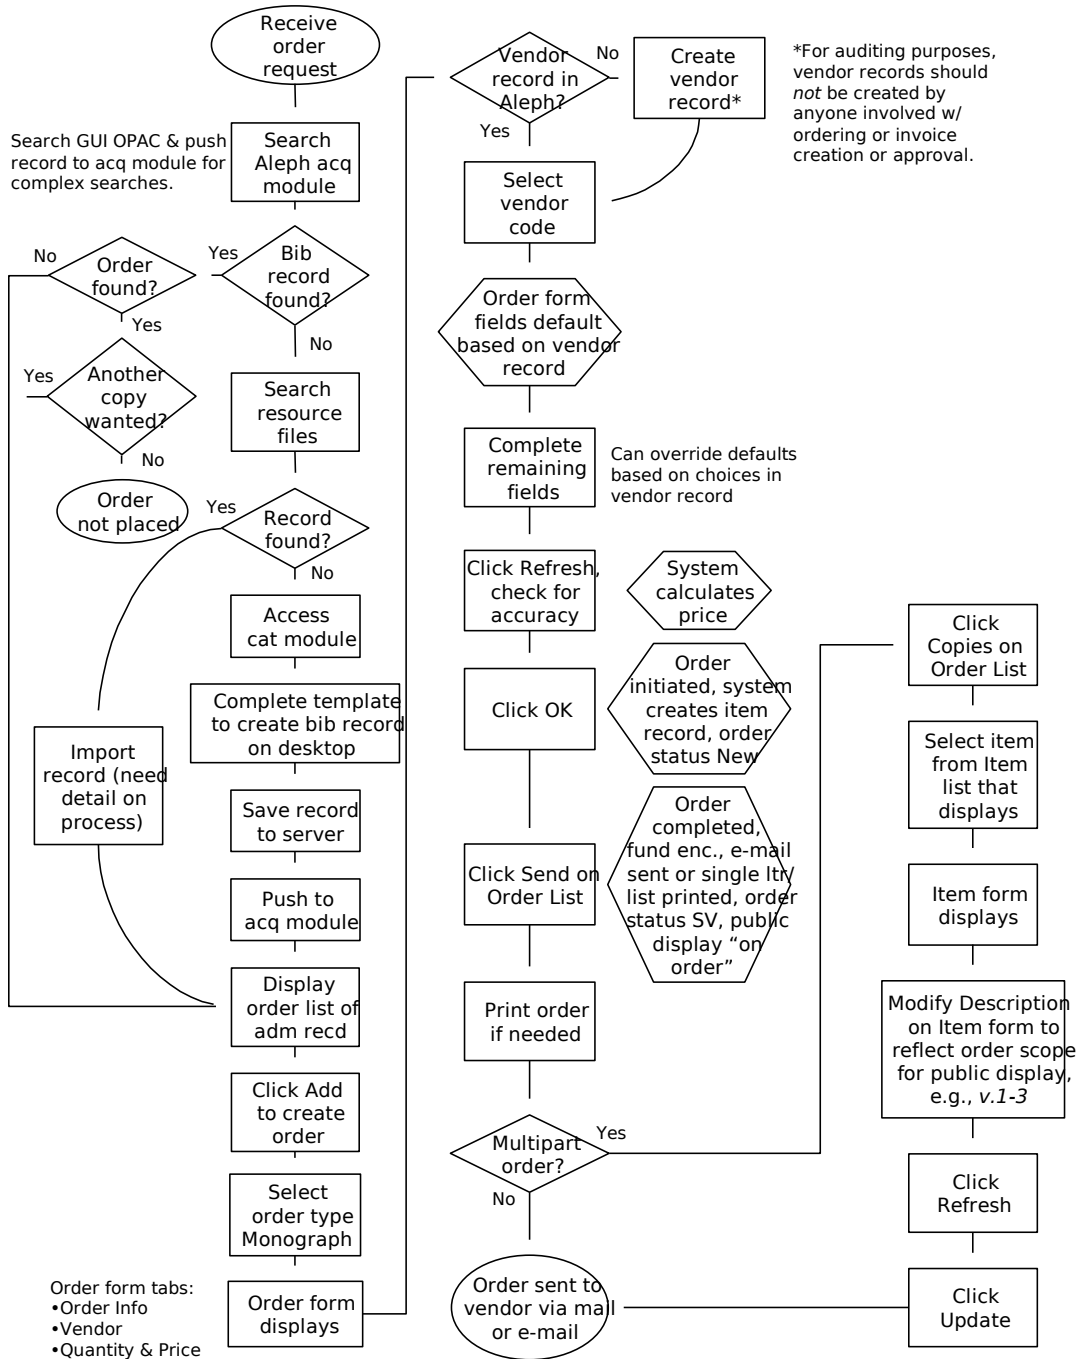 Receive
order
request
Search GUI OPAC & push
record to acq module for
complex searches.
Search
Aleph acq
module
No
Order
found?
Yes
Bib
record
found?
Yes
No
Yes
Another
copy
wanted?
No
Search
resource
files
Order
not placed
Yes
Record
found?
No
Access
cat module
Complete template
to create bib record
on desktop
Import
record (need
detail on
process)
Save record
to server
Push to
acq module
Display
order list of
adm recd
Click Add
to create
order
Select
order type
Monograph
Order form tabs:
•Order Info
•Vendor
•Quantity & Price
Order form
displays
Vendor
record in
Aleph?
No
Yes
Create
vendor
record*
*For auditing purposes,
vendor records should
not be created by
anyone involved w/
ordering or invoice
creation or approval.
Select
vendor
code
Order form
fields default
based on vendor
record
Complete
remaining
fields
Can override defaults
based on choices in
vendor record
Click Refresh,
check for
accuracy
System
calculates
price
Click OK
Order
initiated, system
creates item
record, order
status New
Click Send on
Order List
Order
completed,
fund enc., e-mail
sent or single ltr/
list printed, order
status SV, public
display “on
order”
Print order
if needed
Multipart
order?
Yes
No
Order sent to
vendor via mail
or e-mail
Click
Copies on
Order List
Select item
from Item
list that
displays
Item form
displays
Modify Description
on Item form to
reflect order scope
for public display,
e.g., v.1-3
Click
Refresh
Click
Update